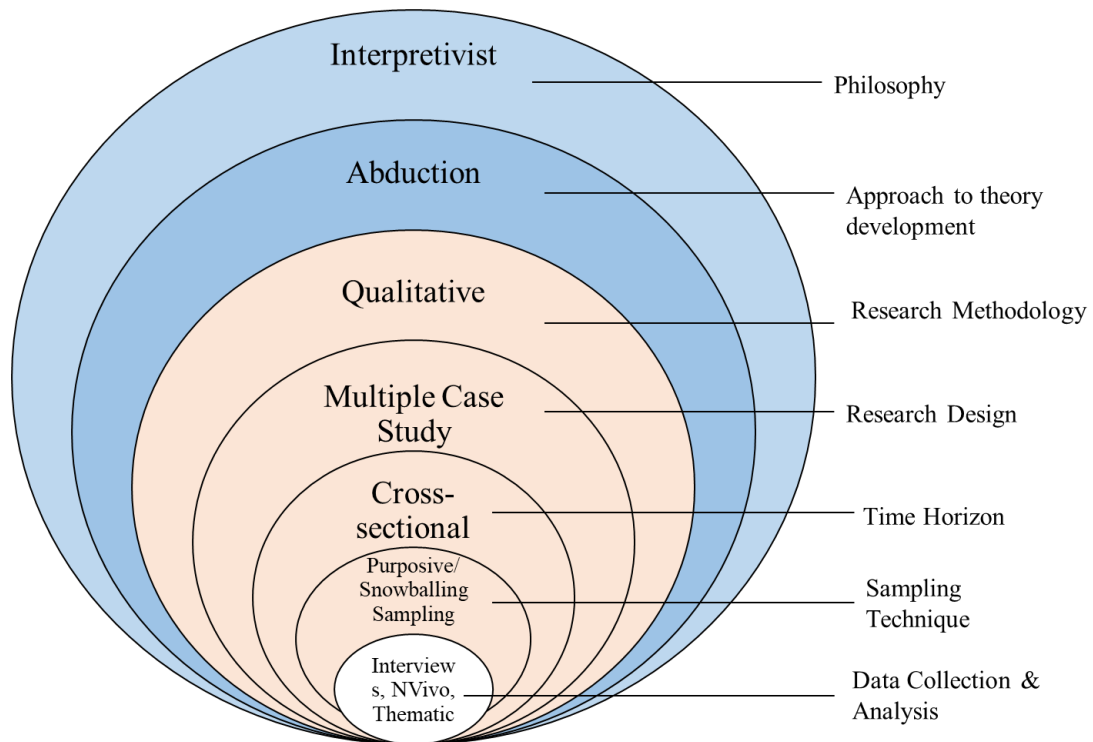 Interpretivist
Philosophy
Abduction
Approach to theory
development
Qualitative
Research Methodology
Multiple Case
Study
Research Design
Cross-
sectional
Time Horizon
Purposive/
Snowballing
Sampling
Sampling
Technique
Interview
s, NVivo,
Thematic
Data Collection &
Analysis